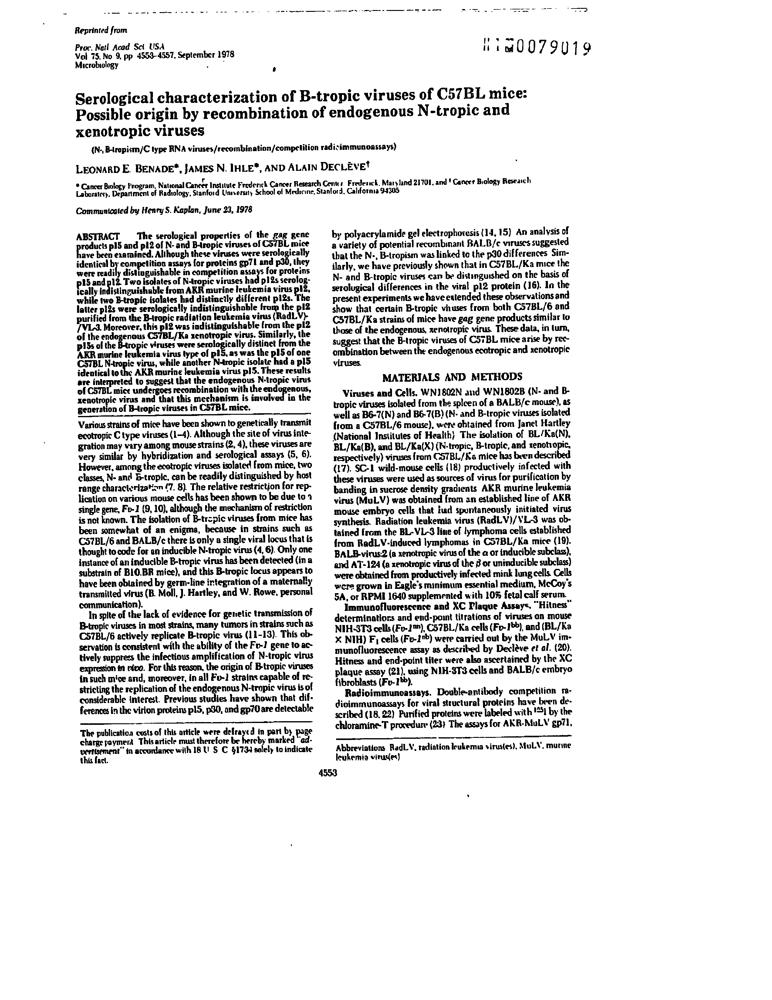 Reprinted from
Proc. Natl Acad Sci USA
Vol 75, No 9, pp 4553-4557, September 1978
Microbiology
0079019
Serological characterization of B-tropic viruses of C57BL mice:
Possible origin by recombination of endogenous N-tropic and
xenotropic viruses
(N-, B-tropism/C type RNA viruses/recombination/competition radioimmunoassays)
LEONARD E. BENADE*, JAMES N. IHLE*, AND ALAIN DECLÈVE†
* Cancer Biology Program, National Cancer Institute Frederick Cancer Research Center Frederick, Maryland 21701, and † Cancer Biology Research
Laboratory, Department of Radiology, Stanford University School of Medicine, Stanford, California 94305
Communicated by Henry S. Kaplan, June 23, 1978
ABSTRACT The serological properties of the gag gene
products p15 and p12 of N- and B-tropic viruses of C57BL mice
have been examined. Although these viruses were serologically
identical by competition assays for proteins gp71 and p30, they
were readily distinguishable in competition assays for proteins
p15 and p12. Two isolates of N-tropic viruses had p12s serolog-
ically indistinguishable from AKR murine leukemia virus p12,
while two B-tropic isolates had distinctly different p12s. The
latter p12s were serologically indistinguishable from the p12
purified from the B-tropic radiation leukemia virus (RadLV)-
/VL-3. Moreover, this p12 was indistinguishable from the p12
of the endogenous C57BL/Ka xenotropic virus. Similarly, the
p15s of the B-tropic viruses were serologically distinct from the
AKR murine leukemia virus type of p15, as was the p15 of one
C57BL N-tropic virus, while another N-tropic isolate had a p15
identical to the AKR murine leukemia virus p15. These results
are interpreted to suggest that the endogenous N-tropic virus
of C57BL mice undergoes recombination with the endogenous,
xenotropic virus and that this mechanism is involved in the
generation of B-tropic viruses in C57BL mice.
Various strains of mice have been shown to genetically transmit
ecotropic C type viruses (1-4). Although the site of virus inte-
gration may vary among mouse strains (2, 4), these viruses are
very similar by hybridization and serological assays (5, 6).
However, among the ecotropic viruses isolated from mice, two
classes, N- and B-tropic, can be readily distinguished by host
range characterization (7, 8). The relative restriction for rep-
lication on various mouse cells has been shown to be due to a
single gene, Fv-1 (9, 10), although the mechanism of restriction
is not known. The isolation of B-tropic viruses from mice has
been somewhat of an enigma, because in strains such as
C57BL/6 and BALB/c there is only a single viral locus that is
thought to code for an inducible N-tropic virus (4, 6). Only one
instance of an inducible B-tropic virus has been detected (in a
substrain of B10.BR mice), and this B-tropic locus appears to
have been obtained by germ-line integration of a maternally
transmitted virus (B. Moll, J. Hartley, and W. Rowe, personal
communication).
In spite of the lack of evidence for genetic transmission of
B-tropic viruses in most strains, many tumors in strains such as
C57BL/6 actively replicate B-tropic virus (11-13). This ob-
servation is consistent with the ability of the Fv-1 gene to ac-
tively suppress the infectious amplification of N-tropic virus
expression in vivo. For this reason, the origin of B-tropic viruses
in such mice and, moreover, in all Fv-1 strains capable of re-
stricting the replication of the endogenous N-tropic virus is of
considerable interest. Previous studies have shown that dif-
ferences in the virion proteins p15, p30, and gp70 are detectable
The publication costs of this article were defrayed in part by page
charge payment This article must therefore be hereby marked "ad-
vertisement" in accordance with 18 U S C §1734 solely to indicate
this fact.
by polyacrylamide gel electrophoresis (14, 15) An analysis of
a variety of potential recombinant BALB/c viruses suggested
that the N-, B-tropism was linked to the p30 differences Sim-
ilarly, we have previously shown that in C57BL/Ka mice the
N- and B-tropic viruses can be distinguished on the basis of
serological differences in the viral p12 protein (16). In the
present experiments we have extended these observations and
show that certain B-tropic viruses from both C57BL/6 and
C57BL/Ka strains of mice have gag gene products similar to
those of the endogenous, xenotropic virus. These data, in turn,
suggest that the B-tropic viruses of C57BL mice arise by rec-
ombination between the endogenous ecotropic and xenotropic
viruses.
MATERIALS AND METHODS
Viruses and Cells. WN1802N and WN1802B (N- and B-
tropic viruses isolated from the spleen of a BALB/c mouse), as
well as B6-7(N) and B6-7(B) (N- and B-tropic viruses isolated
from a C57BL/6 mouse), were obtained from Janet Hartley
(National Institutes of Health) The isolation of BL/Ka(N),
BL/Ka(B), and BL/Ka(X) (N-tropic, B-tropic, and xenotropic,
respectively) viruses from C57BL/Ka mice has been described
(17). SC-1 wild-mouse cells (18) productively infected with
these viruses were used as sources of virus for purification by
banding in sucrose density gradients AKR murine leukemia
virus (MuLV) was obtained from an established line of AKR
mouse embryo cells that had spontaneously initiated virus
synthesis. Radiation leukemia virus (RadLV)/VL-3 was ob-
tained from the BL-VL-3 line of lymphoma cells established
from RadLV-induced lymphomas in C57BL/Ka mice (19).
BALB-virus:2 (a xenotropic virus of the α or inducible subclass),
and AT-124 (a xenotropic virus of the β or uninducible subclass)
were obtained from productively infected mink lung cells. Cells
were grown in Eagle's minimum essential medium, McCoy's
5A, or RPMI 1640 supplemented with 10% fetal calf serum.
Immunofluorescence and XC Plaque Assays. "Hitness"
determinations and end-point titrations of viruses on mouse
NIH-3T3 cells (Fv-1ⁿⁿ), C57BL/Ka cells (Fv-1ᵇᵇ), and (BL/Ka
× NIH) F₁ cells (Fv-1ⁿᵇ) were carried out by the MuLV im-
munofluorescence assay as described by Declève et al. (20).
Hitness and end-point titer were also ascertained by the XC
plaque assay (21), using NIH-3T3 cells and BALB/c embryo
fibroblasts (Fv-1ᵇᵇ).
Radioimmunoassays. Double-antibody competition ra-
dioimmunoassays for viral structural proteins have been de-
scribed (18, 22) Purified proteins were labeled with ¹²⁵I by the
chloramine-T procedure (23) The assays for AKR-MuLV gp71,
Abbreviations RadLV, radiation leukemia virus(es), MuLV, murine
leukemia virus(es)
4553